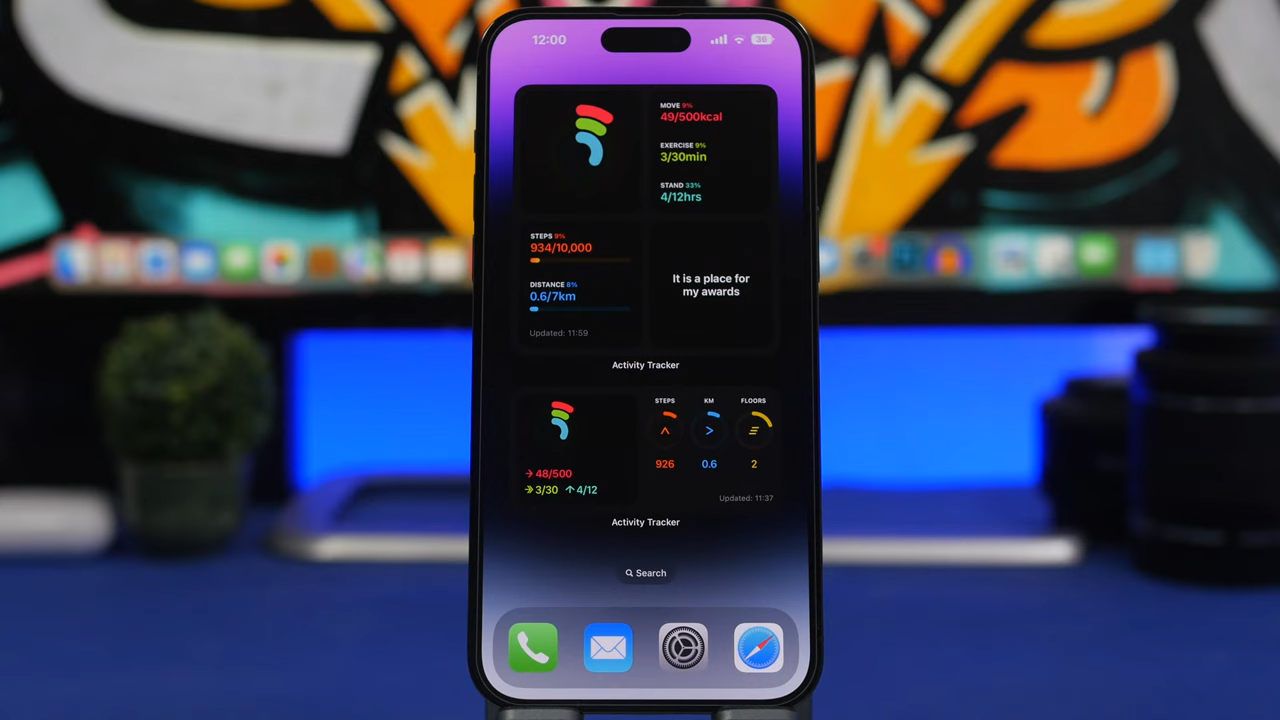 12:00
36
MOVE 9%
49/500kcal
EXERCISE 9%
3/30min
STAND 33%
4/12hrs
STEPS 9%
934/10,000
DISTANCE 8%
0.6/7km
Updated: 11:59
It is a place for
my awards
Activity Tracker
STEPS KM FLOORS
926 0.6 2
48/500
3/30 4/12
Updated: 11:37
Activity Tracker
Search